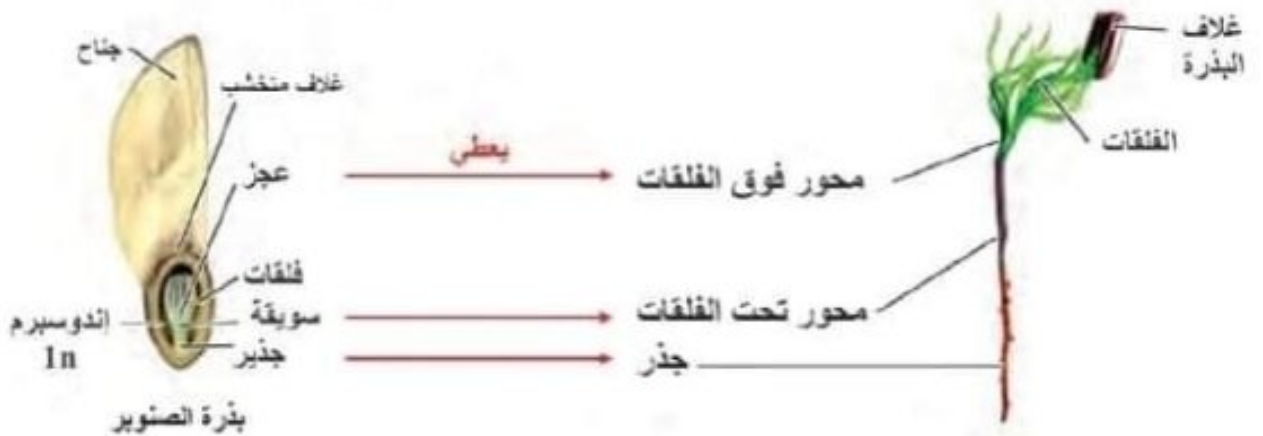 غلاف
البذرة
جناح
غلاف متخشب
الفلقات
يعطي
عجز
محور فوق الفلقات
فلقات
إندوسبرم
1n
سويقة
محور تحت الفلقات
جذير
جذر
بذرة الصنوبر